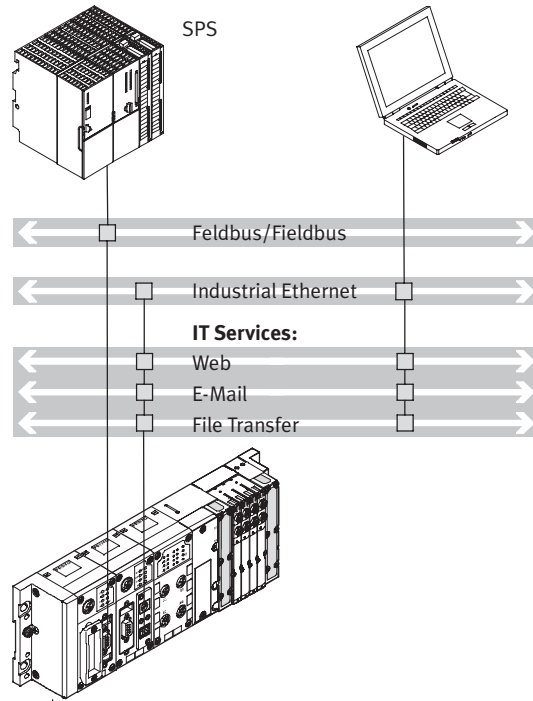 SPS
Feldbus/Fieldbus
Industrial Ethernet
IT Services:
Web
E-Mail
File Transfer